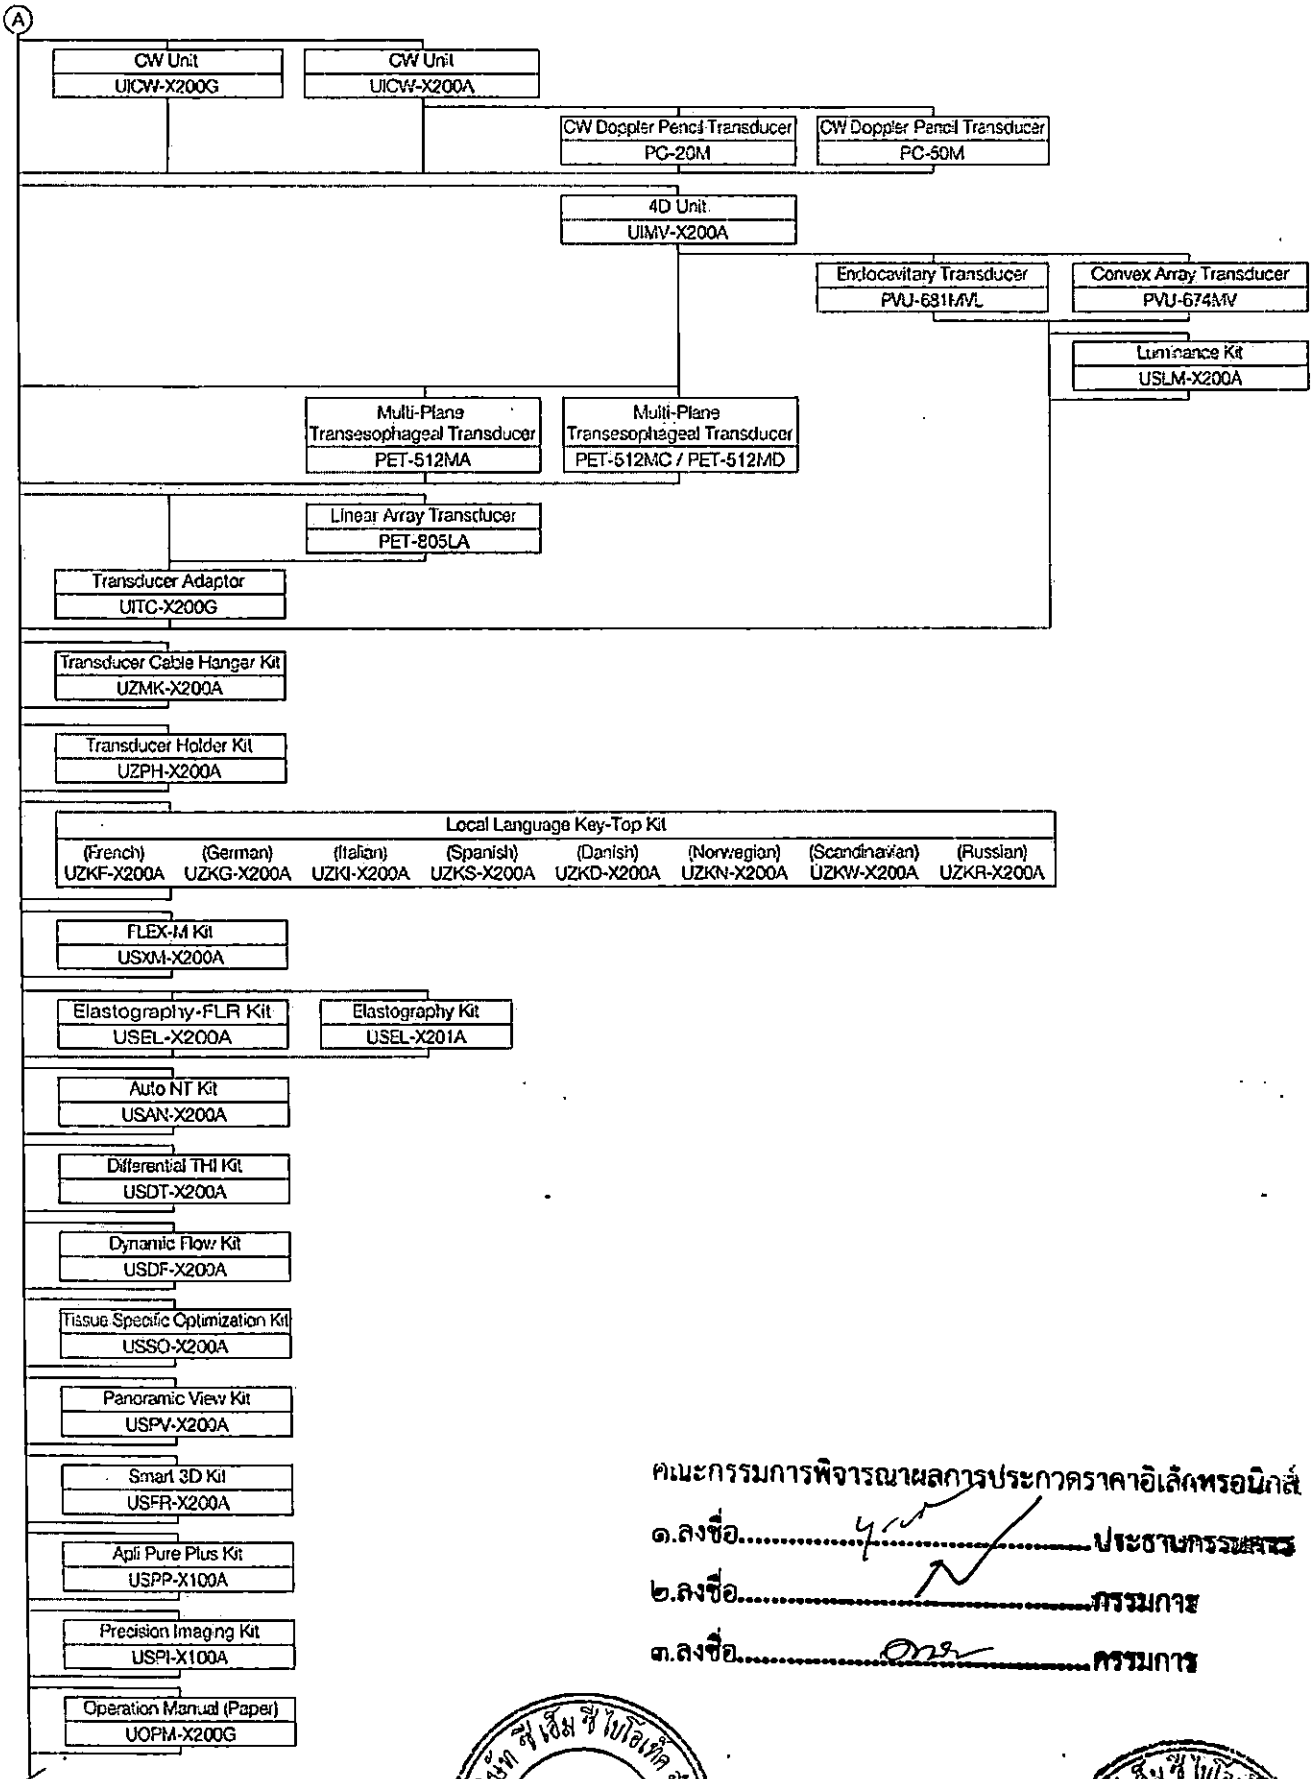 A
CW Unit
UICW-X200G
CW Unit
UICW-X200A
CW Doppler Pencil Transducer
PC-20M
CW Doppler Pencil Transducer
PC-50M
4D Unit
UIMV-X200A
Endocavitary Transducer
PVU-681MVL
Convex Array Transducer
PVU-674MV
Luminance Kit
USLM-X200A
Multi-Plane
Transesophageal Transducer
PET-512MA
Multi-Plane
Transesophageal Transducer
PET-512MC / PET-512MD
Linear Array Transducer
PET-805LA
Transducer Adaptor
UITC-X200G
Transducer Cable Hanger Kit
UZMK-X200A
Transducer Holder Kit
UZPH-X200A
Local Language Key-Top Kit
(French) (German) (Italian) (Spanish) (Danish) (Norwegian) (Scandinavian) (Russian)
UZKF-X200A UZKG-X200A UZKI-X200A UZKS-X200A UZKD-X200A UZKN-X200A UZKW-X200A UZKR-X200A
FLEX-M Kit
USXM-X200A
Elastography-FLR Kit
USEL-X200A
Elastography Kit
USEL-X201A
Auto NT Kit
USAN-X200A
Differential THI Kit
USDT-X200A
Dynamic Flow Kit
USDF-X200A
Tissue Specific Optimization Kit
USSO-X200A
Panoramic View Kit
USPV-X200A
Smart 3D Kit
USFR-X200A
Apli Pure Plus Kit
USPP-X100A
Precision Imaging Kit
USPI-X100A
Operation Manual (Paper)
UOPM-X200G
คณะกรรมการพิจารณาผลการประกวดราคาอิเล็กทรอนิกส์
๑.ลงชื่อ..................................................ประธานกรรมการ
๒.ลงชื่อ..................................................กรรมการ
๓.ลงชื่อ..................................................กรรมการ
ซี เอ็ม ซี ไบโอเท็ค